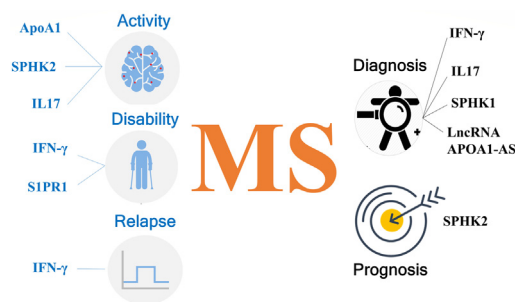 Activity
ApoA1
SPHK2
IL17
Disability
IFN-γ
S1PR1
Relapse
IFN-γ
MS
Diagnosis
IFN-γ
IL17
SPHK1
LncRNA
APOA1-AS
SPHK2
Prognosis